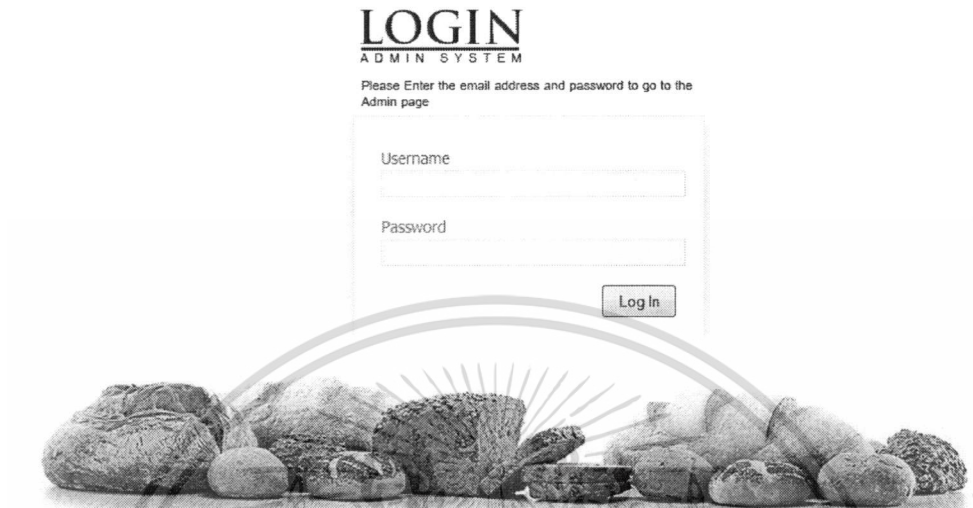 LOGIN
ADMIN SYSTEM
Please Enter the email address and password to go to the
Admin page
Username
Password
Log In